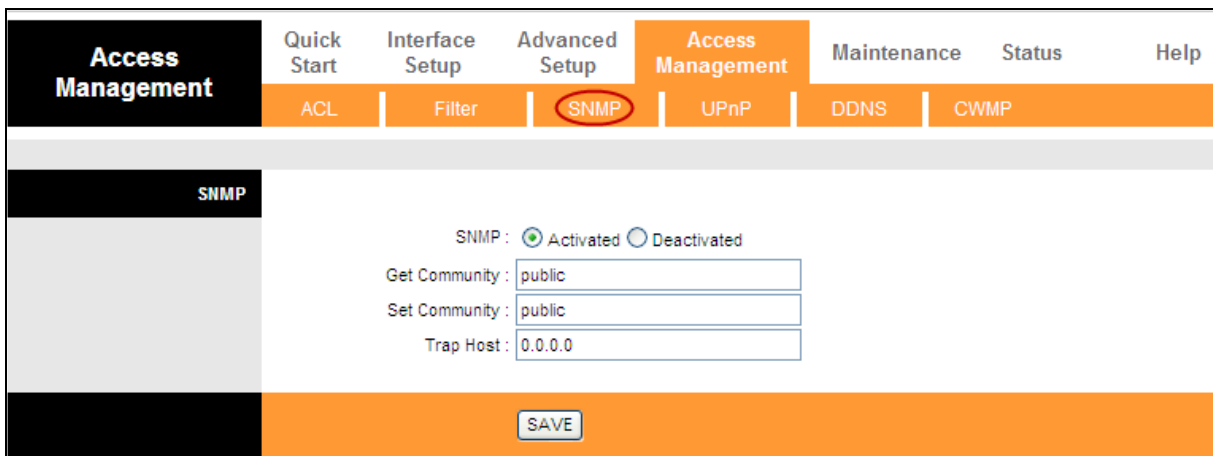 Access Management
Quick Start
Interface Setup
Advanced Setup
Access Management
Maintenance
Status
Help
ACL
Filter
SNMP
UPnP
DDNS
CWMP
SNMP
SNMP : Activated Deactivated
Get Community : public
Set Community : public
Trap Host : 0.0.0.0
SAVE